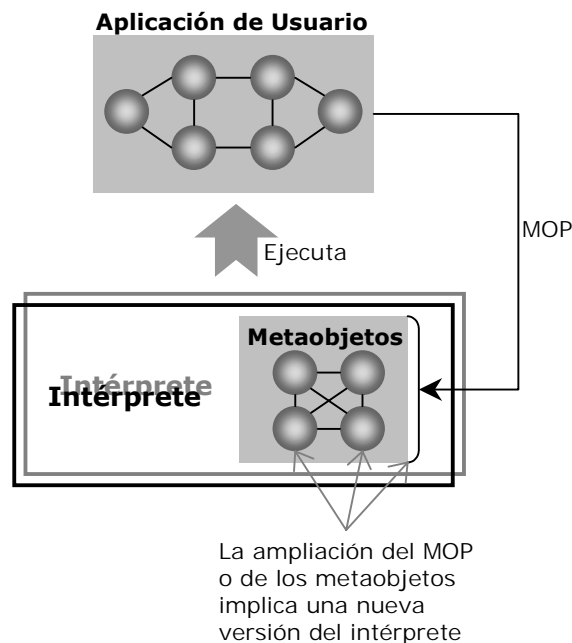 Aplicación de Usuario
MOP
Ejecuta
Metaobjetos
Intérprete
Intérprete
La ampliación del MOP
o de los metaobjetos
implica una nueva
versión del intérprete